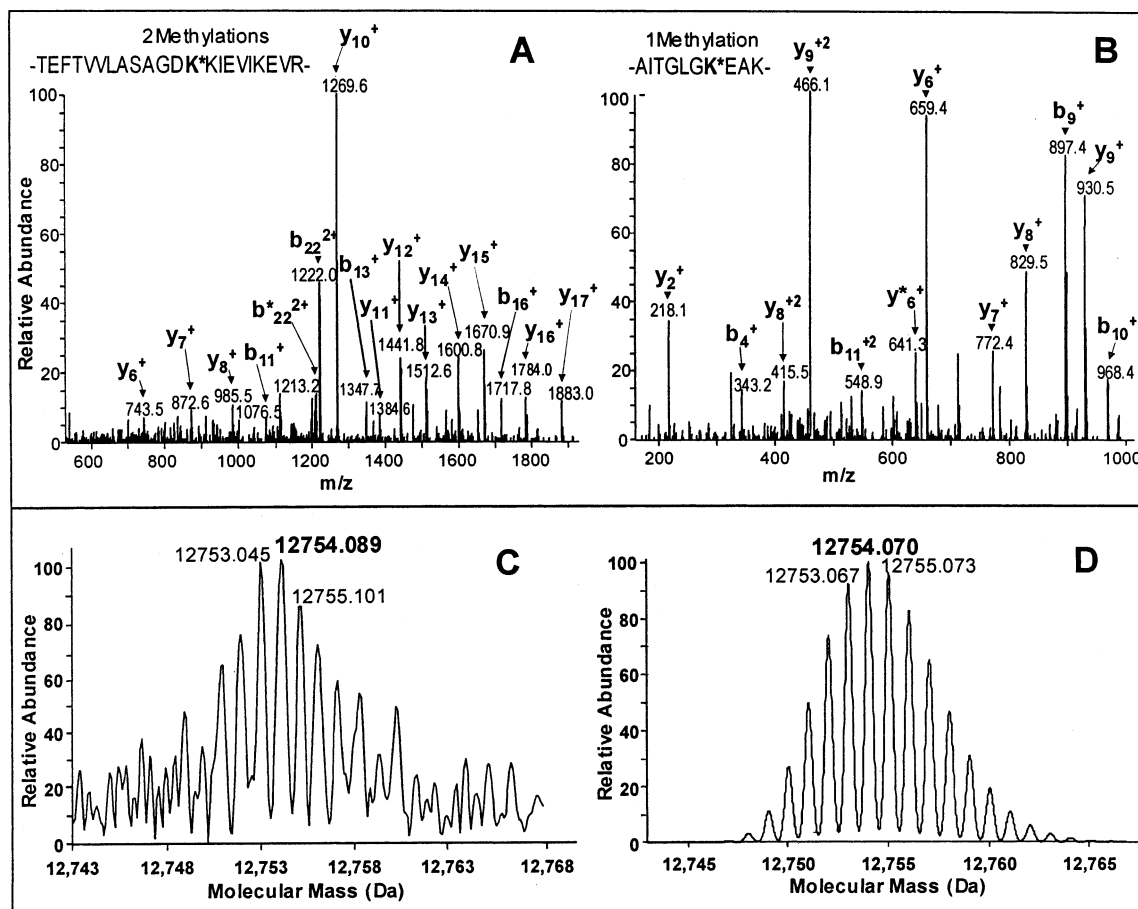 2Methylations
-TEFTVVLASAGDK*KIEVIKEVR-
A
y10+
1269.6
b22 2+
1222.0
b*22 2+
1213.2
b13+
1347.7
y11+
1384.6
y12+
1441.8
y13+
1512.6
y14+
1600.8
y15+
1670.9
b16+
1717.8
y16+
1784.0
y17+
1883.0
y6+
743.5
y7+
872.6
y8+
985.5
b11+
1076.5
Relative Abundance
100
80
60
40
20
0
600 800 1000 1200 1400 1600 1800
m/z
1Methylation
-AITGLGK*EAK-
B
y9+2
466.1
y6+
659.4
b9+
897.4
y9+
930.5
y8+
829.5
y2+
218.1
b4+
343.2
y8+2
415.5
b11+2
548.9
y*6+
641.3
y7+
772.4
b10+
968.4
Relative Abundance
100
80
60
40
20
0
200 400 600 800 1000
m/z
C
12753.045
12754.089
12755.101
Relative Abundance
100
80
60
40
20
0
12,743 12,748 12,753 12,758 12,763 12,768
Molecular Mass (Da)
D
12754.070
12753.067
12755.073
Relative Abundance
100
80
60
40
20
0
12,745 12,750 12,755 12,760 12,765
Molecular Mass (Da)